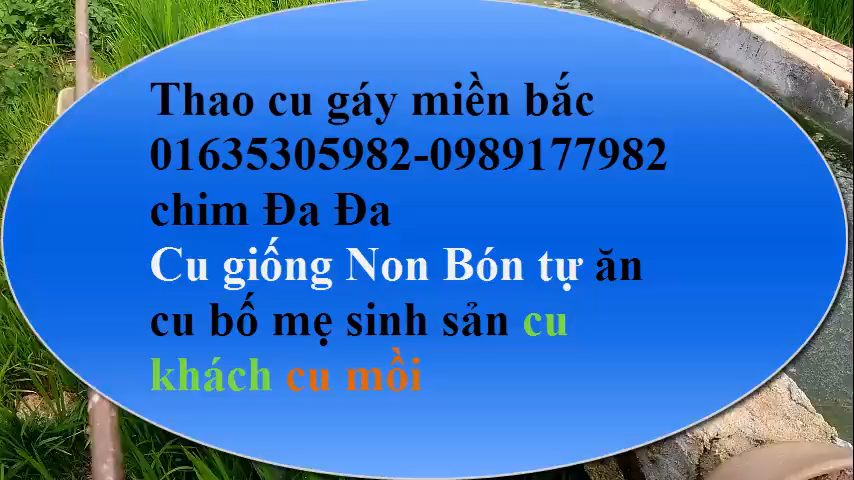 Thao cu gáy miền bắc
01635305982-0989177982
chim Đa Đa
Cu giống Non Bón tự ăn
cu bố mẹ sinh sản cu
khách cu mồi